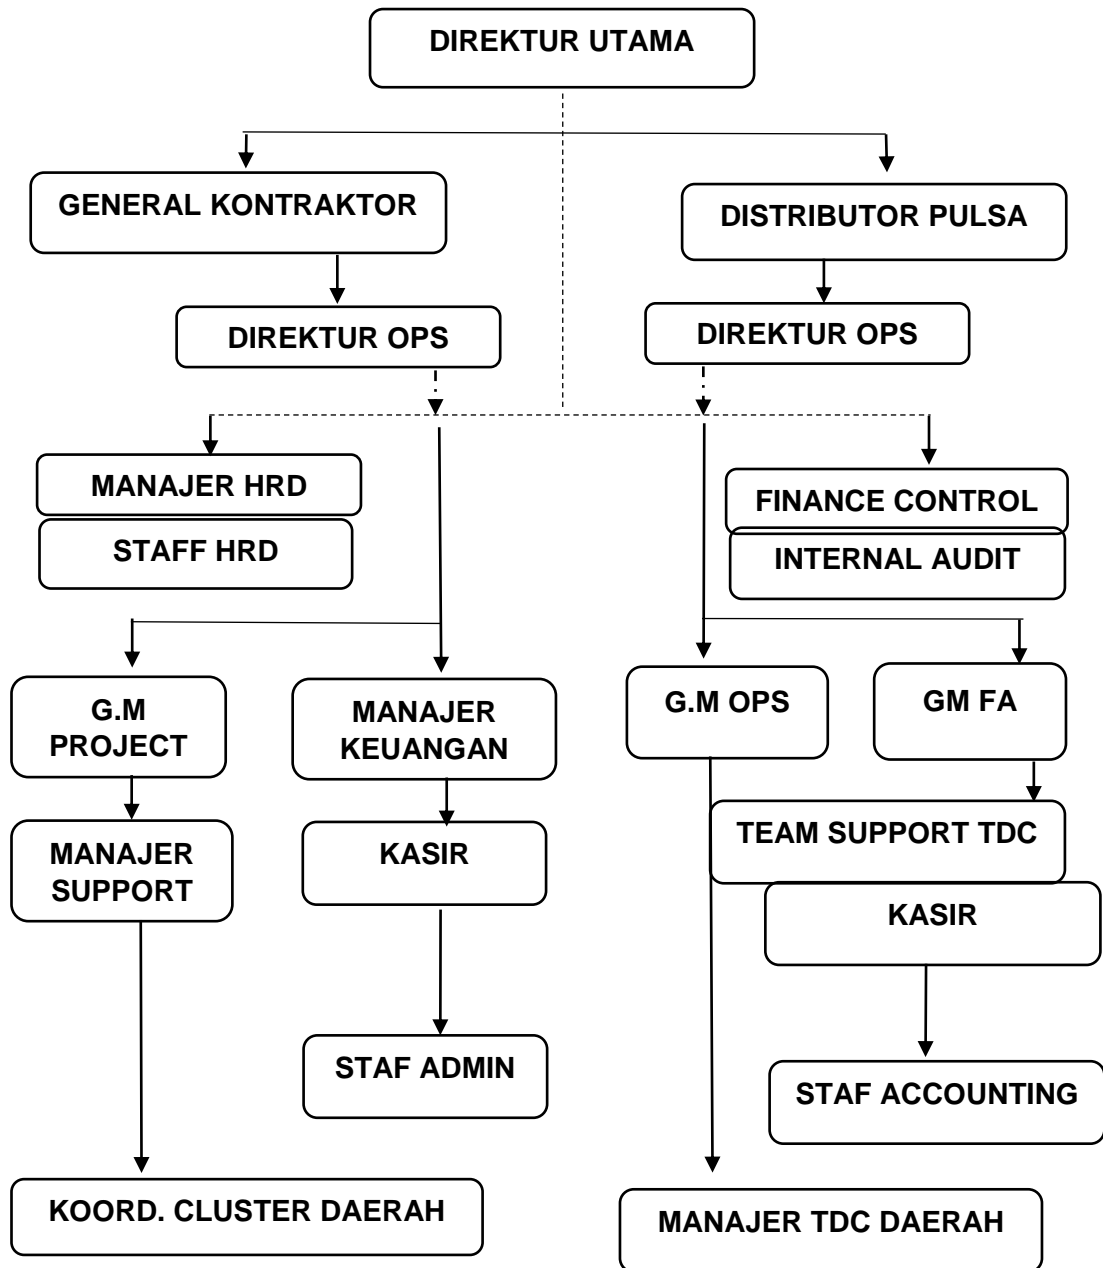 DIREKTUR UTAMA
GENERAL KONTRAKTOR
DISTRIBUTOR PULSA
DIREKTUR OPS
DIREKTUR OPS
MANAJER HRD
FINANCE CONTROL
STAFF HRD
INTERNAL AUDIT
G.M
PROJECT
MANAJER
KEUANGAN
G.M OPS
GM FA
MANAJER
SUPPORT
KASIR
TEAM SUPPORT TDC
KASIR
STAF ADMIN
STAF ACCOUNTING
KOORD. CLUSTER DAERAH
MANAJER TDC DAERAH